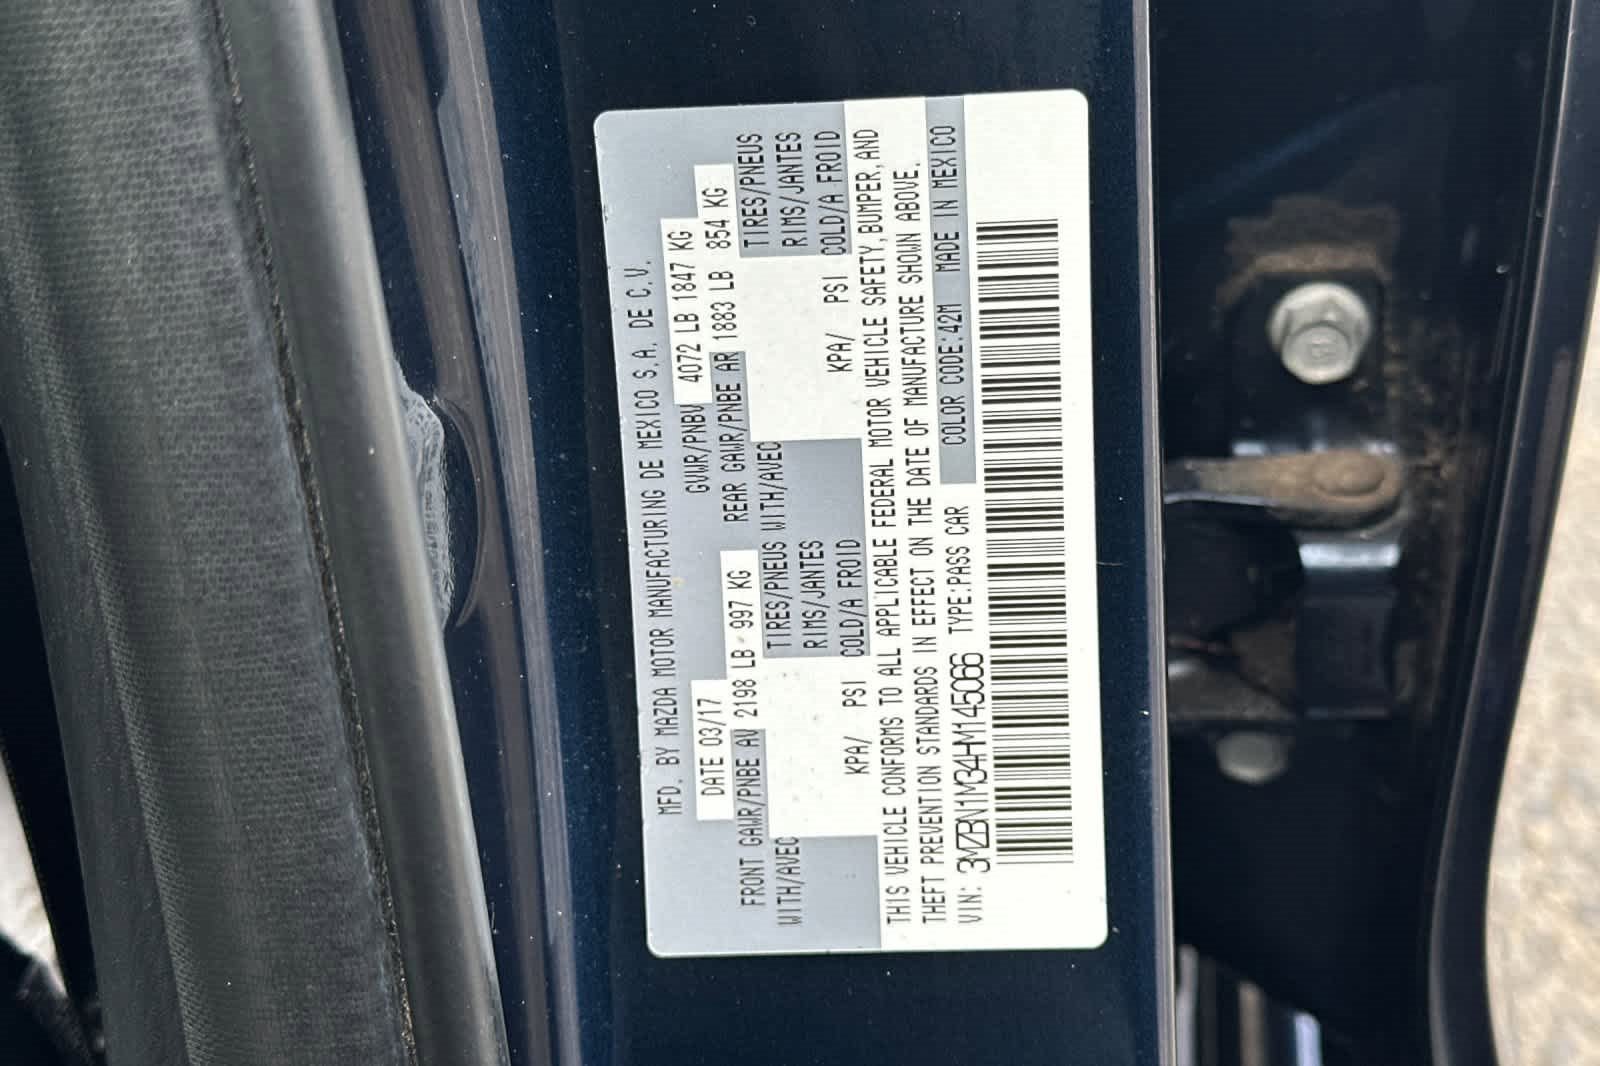 MFD. BY MAZDA MOTOR MANUFACTURING DE MEXICO S.A. DE C.V.
DATE 03/17 GVWR/PNBV 4072 LB 1847 KG
FRONT GAWR/PNBE AV 2198 LB 997 KG REAR GAWR/PNBE AR 1883 LB 854 KG
WITH/AVEC TIRES/PNEUS WITH/AVEC TIRES/PNEUS
RIMS/JANTES RIMS/JANTES
KPA/ PSI COLD/A FROID KPA/ PSI COLD/A FROID
THIS VEHICLE CONFORMS TO ALL APPLICABLE FEDERAL MOTOR VEHICLE SAFETY, BUMPER, AND
THEFT PREVENTION STANDARDS IN EFFECT ON THE DATE OF MANUFACTURE SHOWN ABOVE.
VIN: 3MZBN1M34HM145066 TYPE:PASS CAR COLOR CODE:42M MADE IN MEXICO